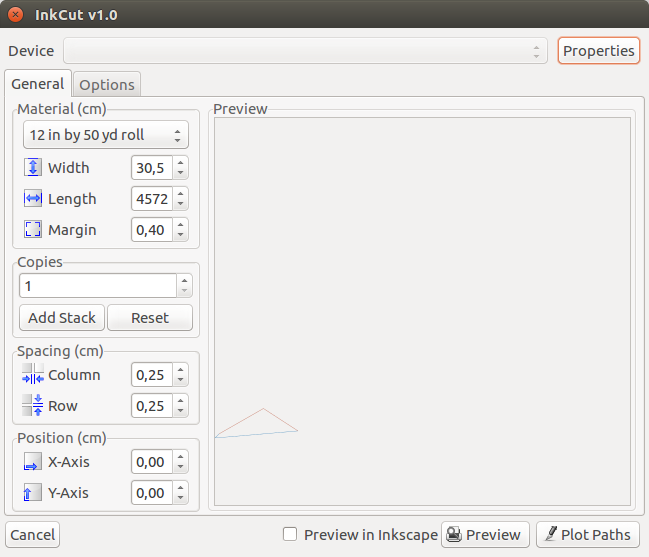 InkCut v1.0
Device
Properties
General
Options
Material (cm)
12 in by 50 yd roll
Width 30,5
Length 4572
Margin 0,40
Copies
1
Add Stack
Reset
Spacing (cm)
Column 0,25
Row 0,25
Position (cm)
X-Axis 0,00
Y-Axis 0,00
Preview
Cancel
Preview in Inkscape
Preview
Plot Paths